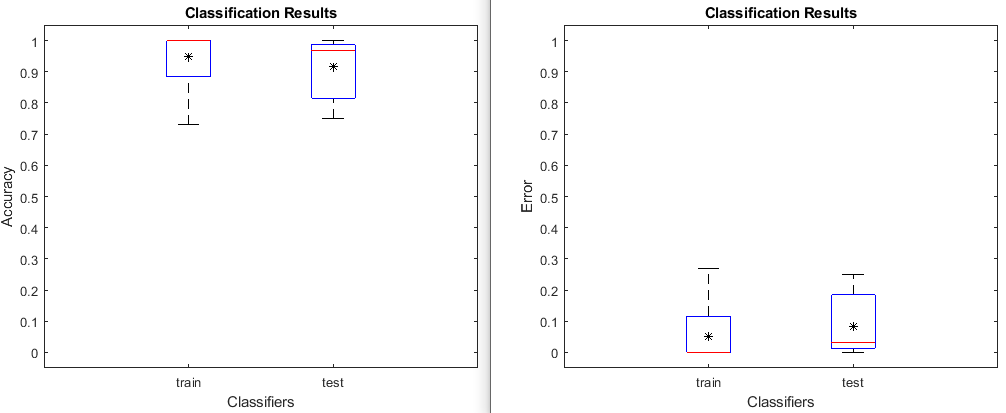 Classification Results
1
0.9
0.8
0.7
0.6
0.5
0.4
0.3
0.2
0.1
0
Accuracy
train test
Classifiers
Classification Results
1
0.9
0.8
0.7
0.6
0.5
0.4
0.3
0.2
0.1
0
Error
train test
Classifiers